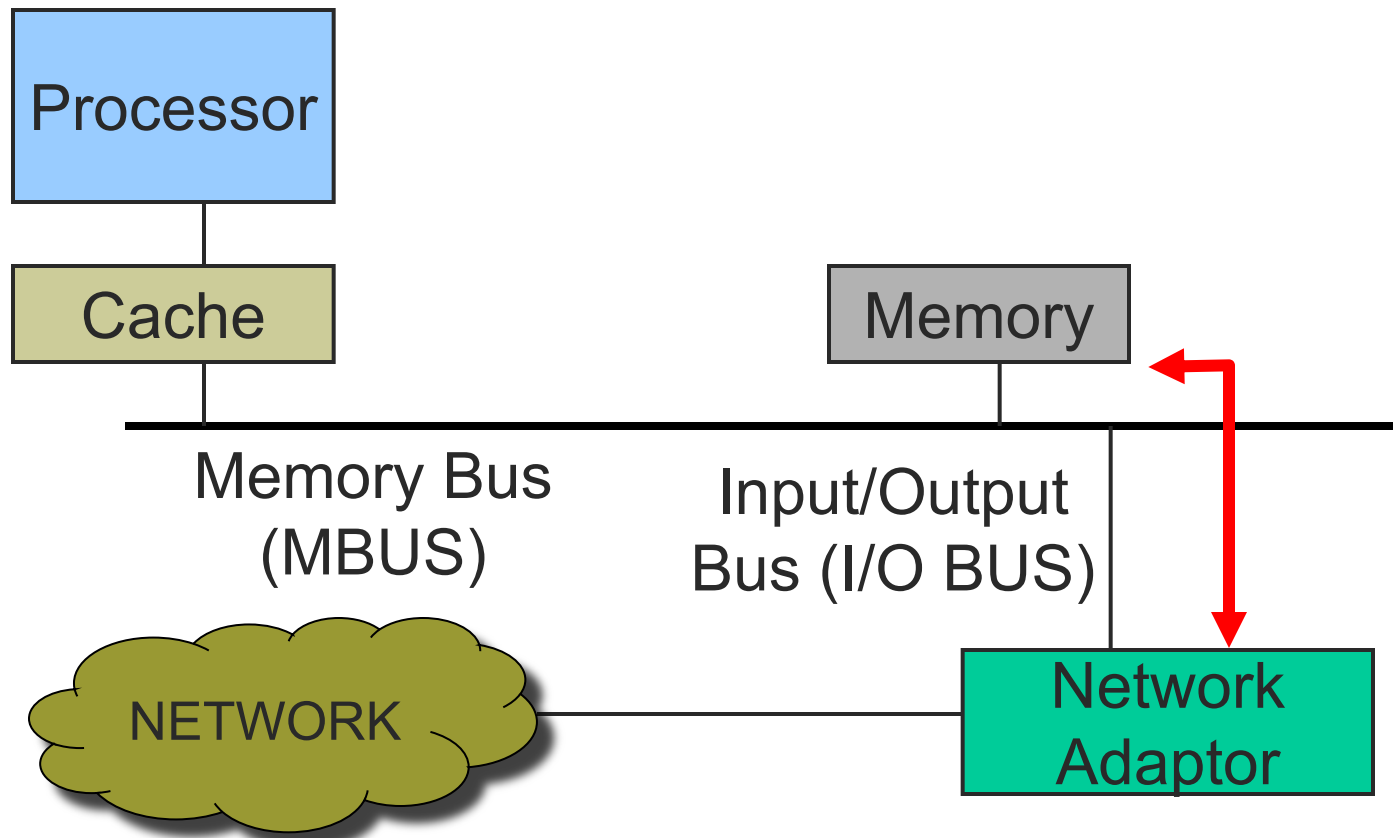 Processor
Cache
Memory
Memory Bus
(MBUS)
Input/Output
Bus (I/O BUS)
NETWORK
Network
Adaptor